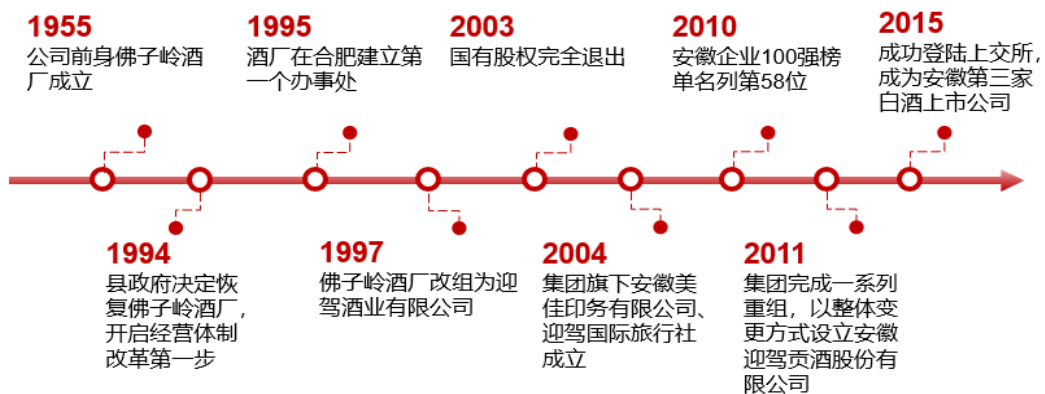 1955
公司前身佛子岭酒
厂成立
1995
酒厂在合肥建立第
一个办事处
2003
国有股权完全退出
2010
安徽企业100强榜
单名列第58位
2015
成功登陆上交所,
成为安徽第三家
白酒上市公司
1994
县政府决定恢
复佛子岭酒厂,
开启经营体制
改革第一步
1997
佛子岭酒厂改组为迎
驾酒业有限公司
2004
集团旗下安徽美
佳印务有限公司、
迎驾国际旅行社
成立
2011
集团完成一系列
重组，以整体变
更方式设立安徽
迎驾贡酒股份有
限公司